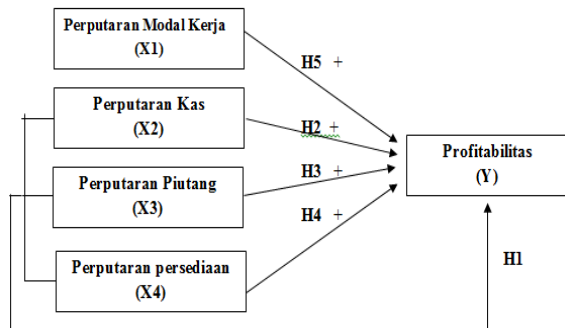 Perputaran Modal Kerja
(X1)
H5 +
Perputaran Kas
(X2)
H2 +
Profitabilitas
(Y)
Perputaran Piutang
(X3)
H3 +
H4 +
Perputaran persediaan
(X4)
H1